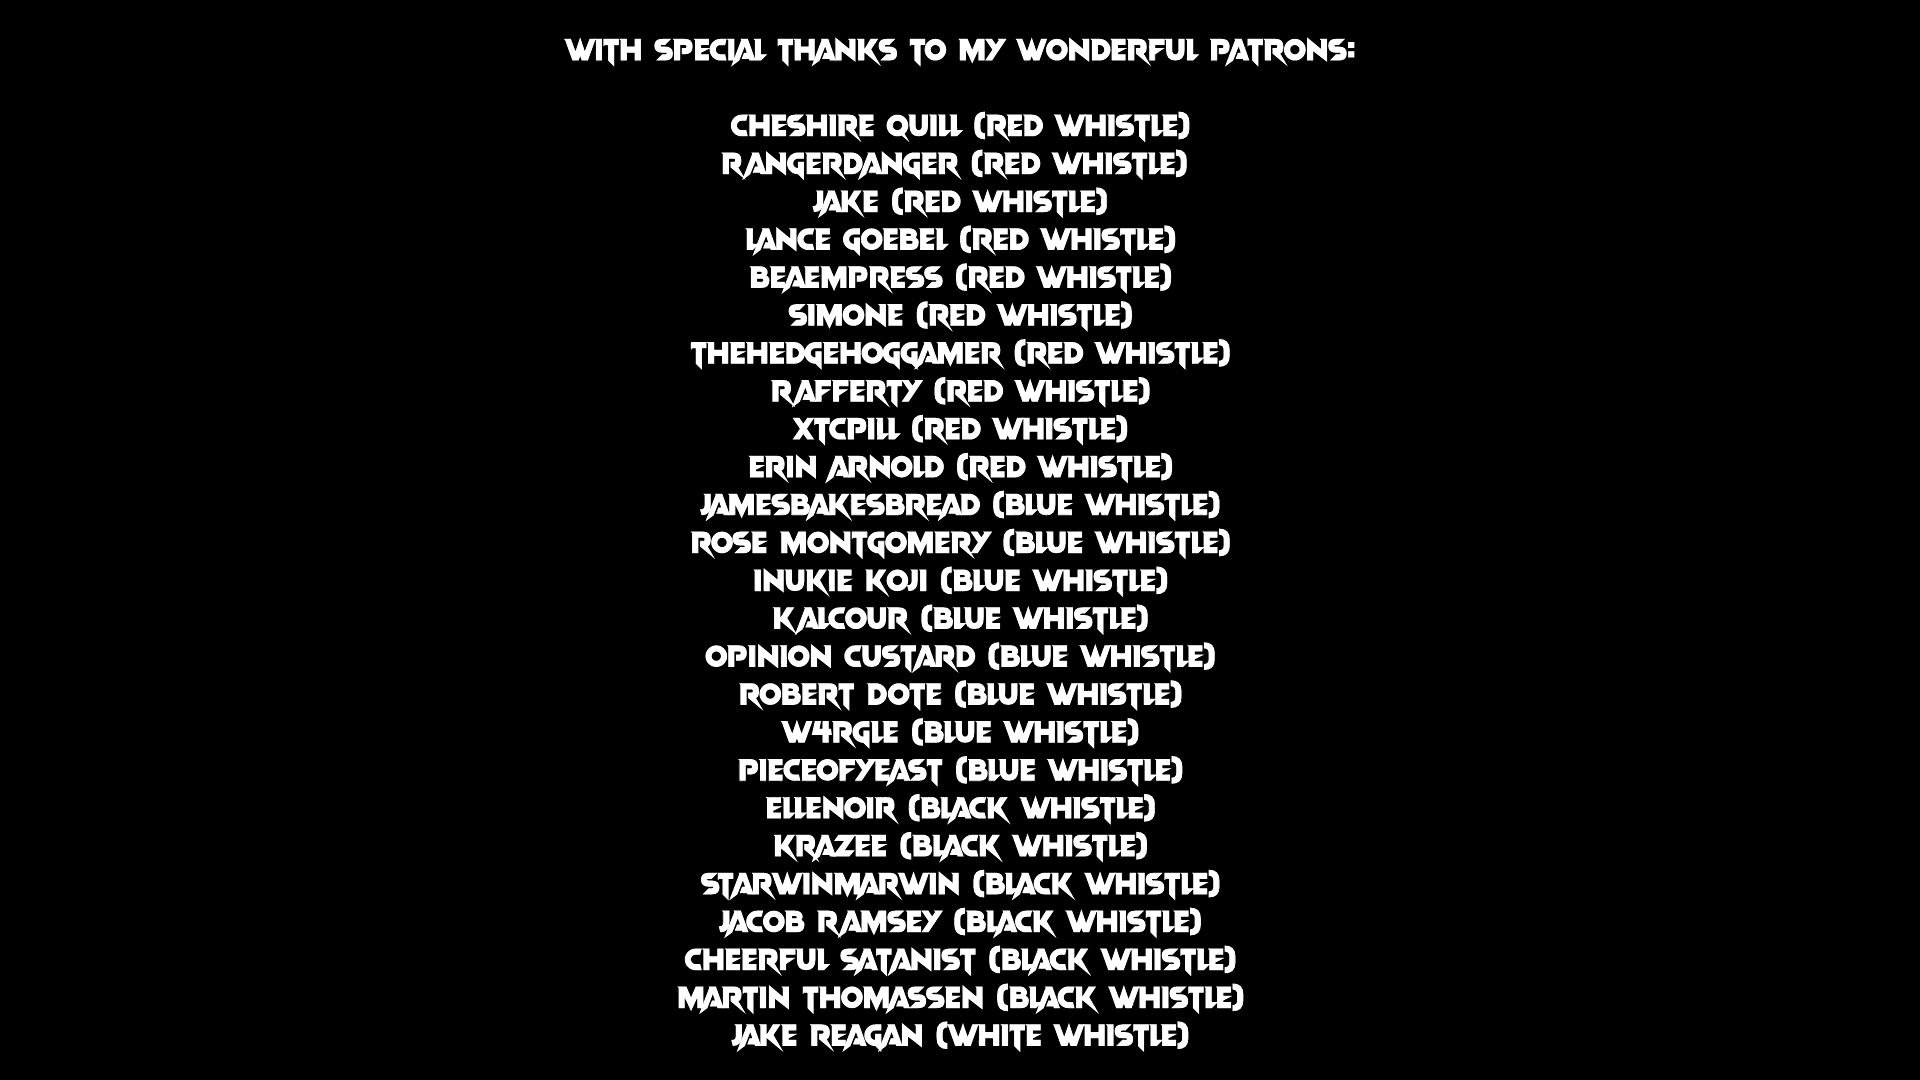 WITH SPECIAL THANKS TO MY WONDERFUL PATRONS:
CHESHIRE QUILL (RED WHISTLE)
RANGERDANGER (RED WHISTLE)
JAKE (RED WHISTLE)
LANCE GOEBEL (RED WHISTLE)
BEAEMPRESS (RED WHISTLE)
SIMONE (RED WHISTLE)
THEHEDGEHOGGAMER (RED WHISTLE)
RAFFERTY (RED WHISTLE)
XTCPILL (RED WHISTLE)
ERIN ARNOLD (RED WHISTLE)
JAMESBAKESBREAD (BLUE WHISTLE)
ROSE MONTGOMERY (BLUE WHISTLE)
INUKIE KOJI (BLUE WHISTLE)
KALCOUR (BLUE WHISTLE)
OPINION CUSTARD (BLUE WHISTLE)
ROBERT DOTE (BLUE WHISTLE)
W4RGLE (BLUE WHISTLE)
PIECEOFYEAST (BLUE WHISTLE)
ELLENOIR (BLACK WHISTLE)
KRAZEE (BLACK WHISTLE)
STARWINMARWIN (BLACK WHISTLE)
JACOB RAMSEY (BLACK WHISTLE)
CHEERFUL SATANIST (BLACK WHISTLE)
MARTIN THOMASSEN (BLACK WHISTLE)
JAKE REAGAN (WHITE WHISTLE)